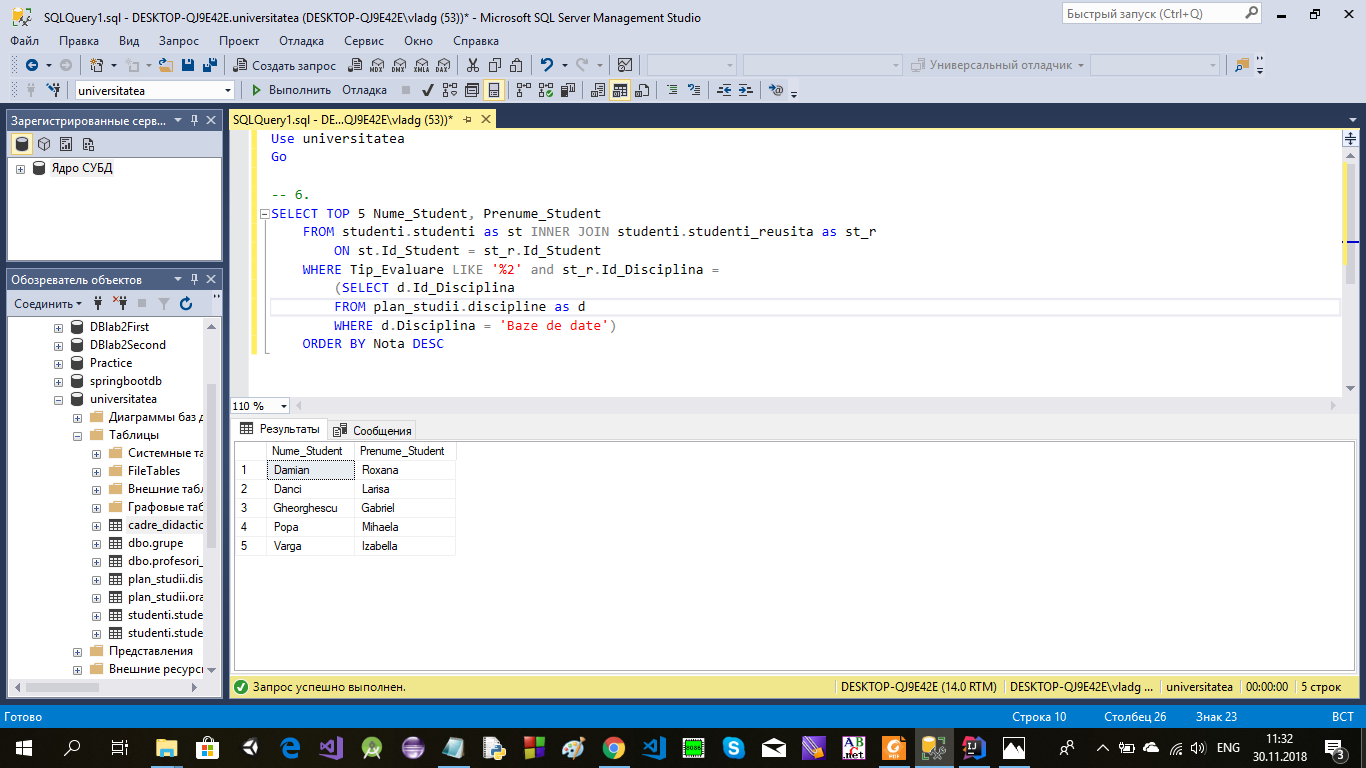 SQLQuery1.sql - DESKTOP-QJ9E42E.universitatea (DESKTOP-QJ9E42E\vladg (53))* - Microsoft SQL Server Management Studio
Быстрый запуск (Ctrl+Q)
Файл Правка Вид Запрос Проект Отладка Сервис Окно Справка
Создать запрос MDX DMX XMLA DAX Универсальный отладчик
universitatea Выполнить Отладка
Зарегистрированные серв...
Ядро СУБД
Обозреватель объектов
Соединить
DBlab2First
DBlab2Second
Practice
springbootdb
universitatea
Диаграммы баз д
Таблицы
Системные та
FileTables
Внешние табл
Графовые таб
cadre_didactic
dbo.grupe
dbo.profesori_
plan_studii.dis
plan_studii.ora
studenti.stude
studenti.stude
Представления
Внешние ресурс
SQLQuery1.sql - DE...QJ9E42E\vladg (53))*
Use universitatea
Go
-- 6.
SELECT TOP 5 Nume_Student, Prenume_Student
FROM studenti.studenti as st INNER JOIN studenti.studenti_reusita as st_r
ON st.Id_Student = st_r.Id_Student
WHERE Tip_Evaluare LIKE '%2' and st_r.Id_Disciplina =
(SELECT d.Id_Disciplina
FROM plan_studii.discipline as d
WHERE d.Disciplina = 'Baze de date')
ORDER BY Nota DESC
110 %
Результаты Сообщения
Nume_Student Prenume_Student
1 Damian Roxana
2 Danci Larisa
3 Gheorghescu Gabriel
4 Popa Mihaela
5 Varga Izabella
Запрос успешно выполнен. DESKTOP-QJ9E42E (14.0 RTM) DESKTOP-QJ9E42E\vladg ... universitatea 00:00:00 5 строк
Готово Строка 10 Столбец 26 Знак 23 ВСТ
ENG
11:32
30.11.2018
3